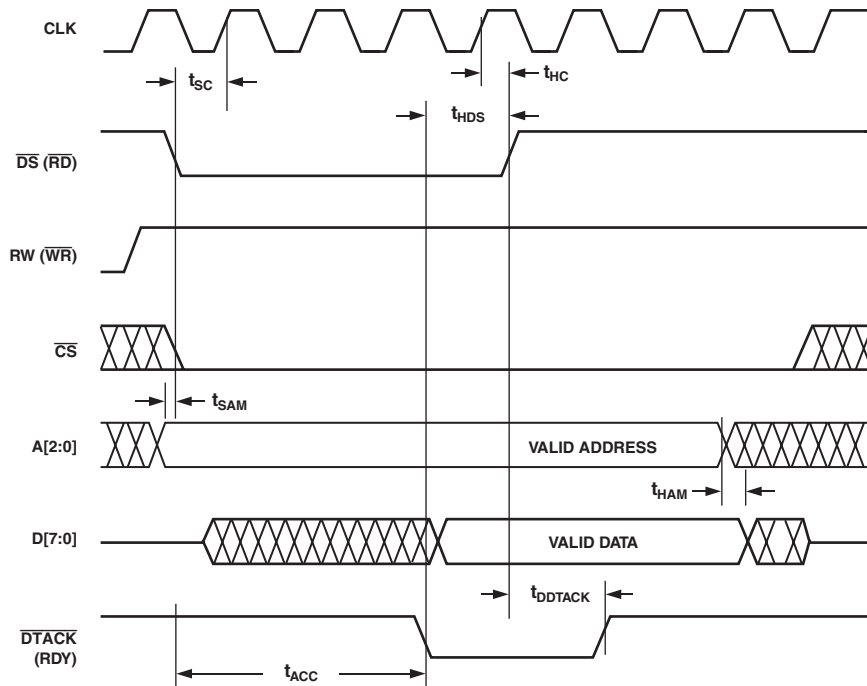 CLK
tSC
tHC
tHDS
DS (RD)
RW (WR)
CS
tSAM
A[2:0]
VALID ADDRESS
tHAM
D[7:0]
VALID DATA
tDDTACK
DTACK
(RDY)
tACC